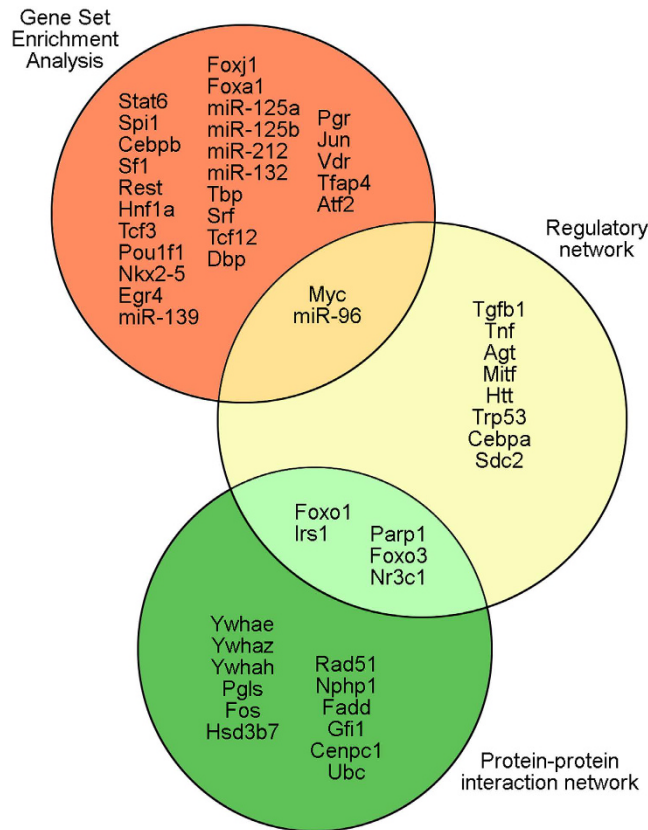 Gene Set
Enrichment
Analysis
Stat6
Spi1
Cebpb
Sf1
Rest
Hnf1a
Tcf3
Pou1f1
Nkx2-5
Egr4
miR-139
Foxj1
Foxa1
miR-125a
miR-125b
miR-212
miR-132
Tbp
Srf
Tcf12
Dbp
Pgr
Jun
Vdr
Tfap4
Atf2
Myc
miR-96
Regulatory
network
Tgfb1
Tnf
Agt
Mitf
Htt
Trp53
Cebpa
Sdc2
Foxo1
Irs1
Parp1
Foxo3
Nr3c1
Ywhae
Ywhaz
Ywhah
Pgls
Fos
Hsd3b7
Rad51
Nphp1
Fadd
Gfi1
Cenpc1
Ubc
Protein-protein
interaction network